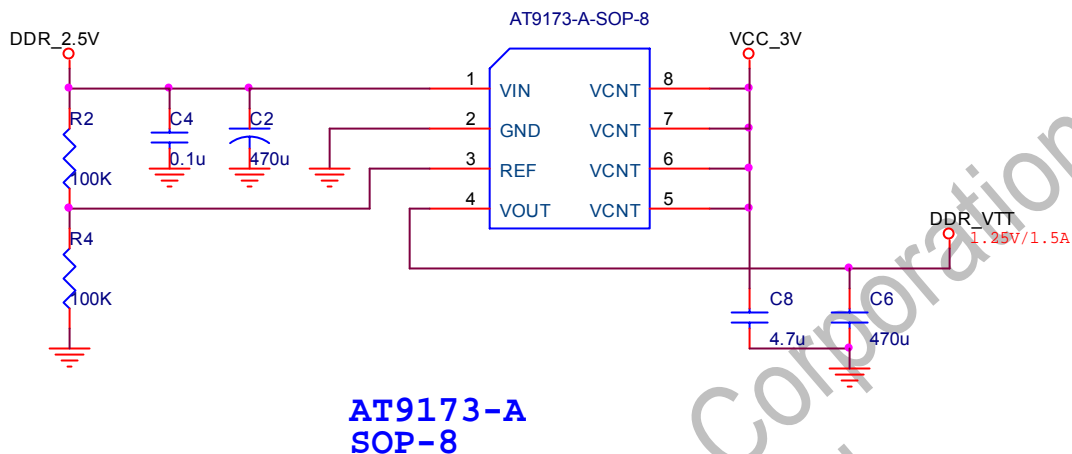 AT9173-A-SOP-8
DDR_2.5V
VCC_3V
1 VIN VCNT 8
2 GND VCNT 7
3 REF VCNT 6
4 VOUT VCNT 5
R2
100K
C4
0.1u
C2
470u
R4
100K
DDR_VTT
1.25V/1.5A
C8
4.7u
C6
470u
Corporation
AT9173-A
SOP-8